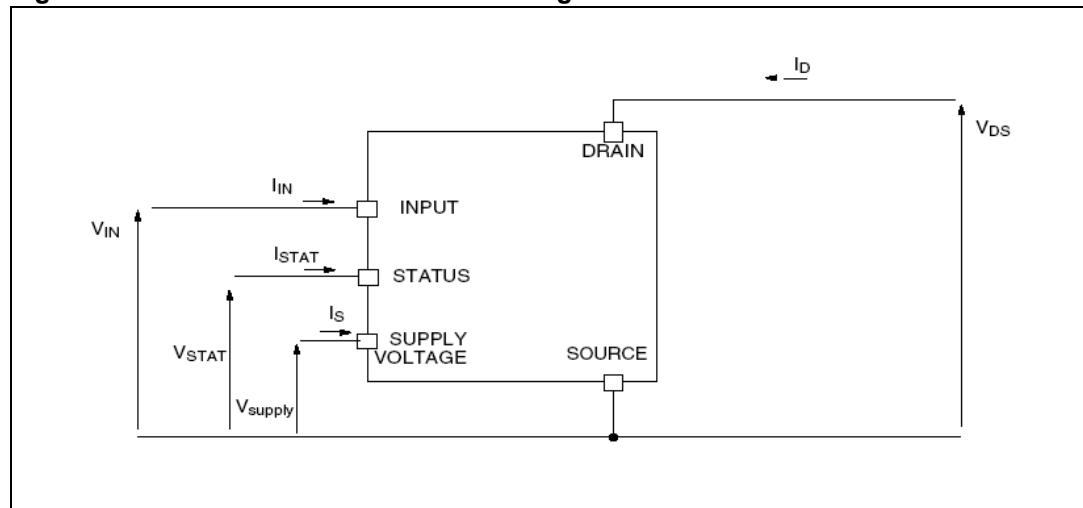 I_D
V_DS
DRAIN
I_IN
INPUT
V_IN
I_STAT
STATUS
I_S
SUPPLY
VOLTAGE
SOURCE
V_STAT
V_supply